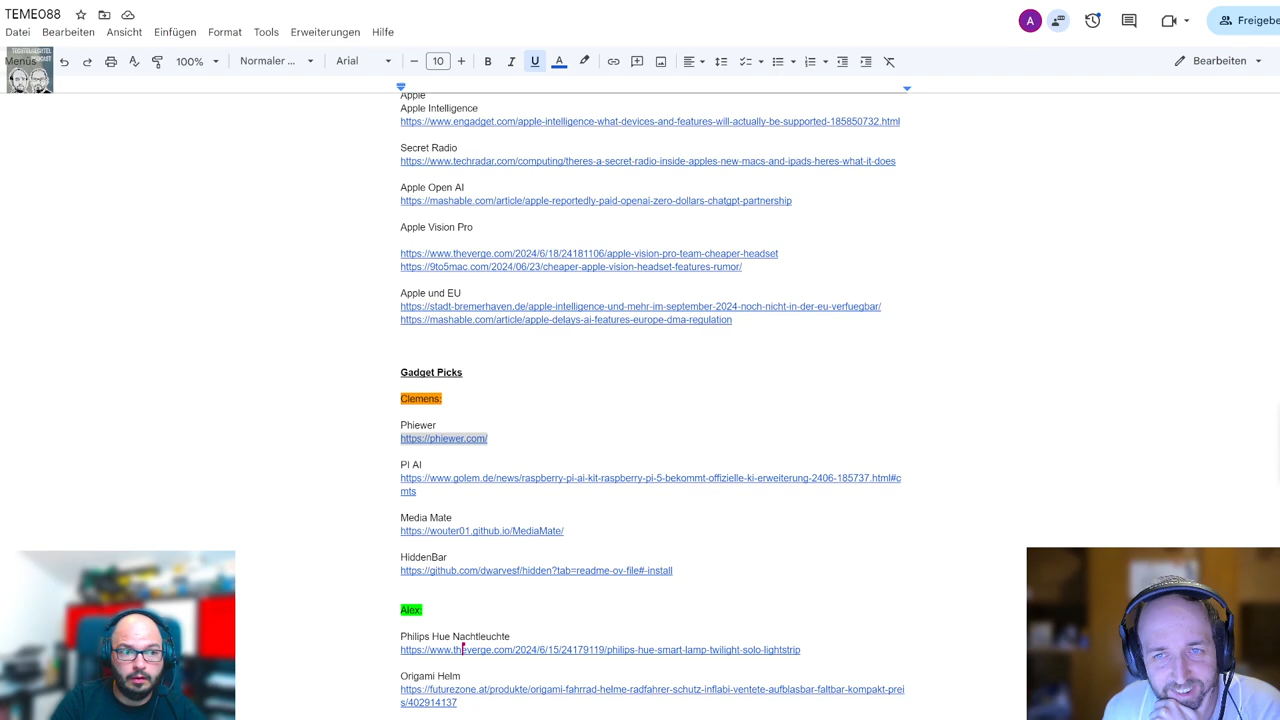 TEME088
Datei Bearbeiten Ansicht Einfügen Format Tools Erweiterungen Hilfe
A
Freigebe
Menüs
100% Normaler ... Arial 10 B I U A Bearbeiten
Apple
Apple Intelligence
https://www.engadget.com/apple-intelligence-what-devices-and-features-will-actually-be-supported-185850732.html
Secret Radio
https://www.techradar.com/computing/theres-a-secret-radio-inside-apples-new-macs-and-ipads-heres-what-it-does
Apple Open AI
https://mashable.com/article/apple-reportedly-paid-openai-zero-dollars-chatgpt-partnership
Apple Vision Pro
https://www.theverge.com/2024/6/18/24181106/apple-vision-pro-team-cheaper-headset
https://9to5mac.com/2024/06/23/cheaper-apple-vision-headset-features-rumor/
Apple und EU
https://stadt-bremerhaven.de/apple-intelligence-und-mehr-im-september-2024-noch-nicht-in-der-eu-verfuegbar/
https://mashable.com/article/apple-delays-ai-features-europe-dma-regulation
Gadget Picks
Clemens:
Phiewer
https://phiewer.com/
PI AI
https://www.golem.de/news/raspberry-pi-ai-kit-raspberry-pi-5-bekommt-offizielle-ki-erweiterung-2406-185737.html#c
mts
Media Mate
https://wouter01.github.io/MediaMate/
HiddenBar
https://github.com/dwarvesf/hidden?tab=readme-ov-file#-install
Alex:
Philips Hue Nachtleuchte
https://www.theverge.com/2024/6/15/24179119/philips-hue-smart-lamp-twilight-solo-lightstrip
Origami Helm
https://futurezone.at/produkte/origami-fahrrad-helme-radfahrer-schutz-inflabi-ventete-aufblasbar-faltbar-kompakt-prei
s/402914137